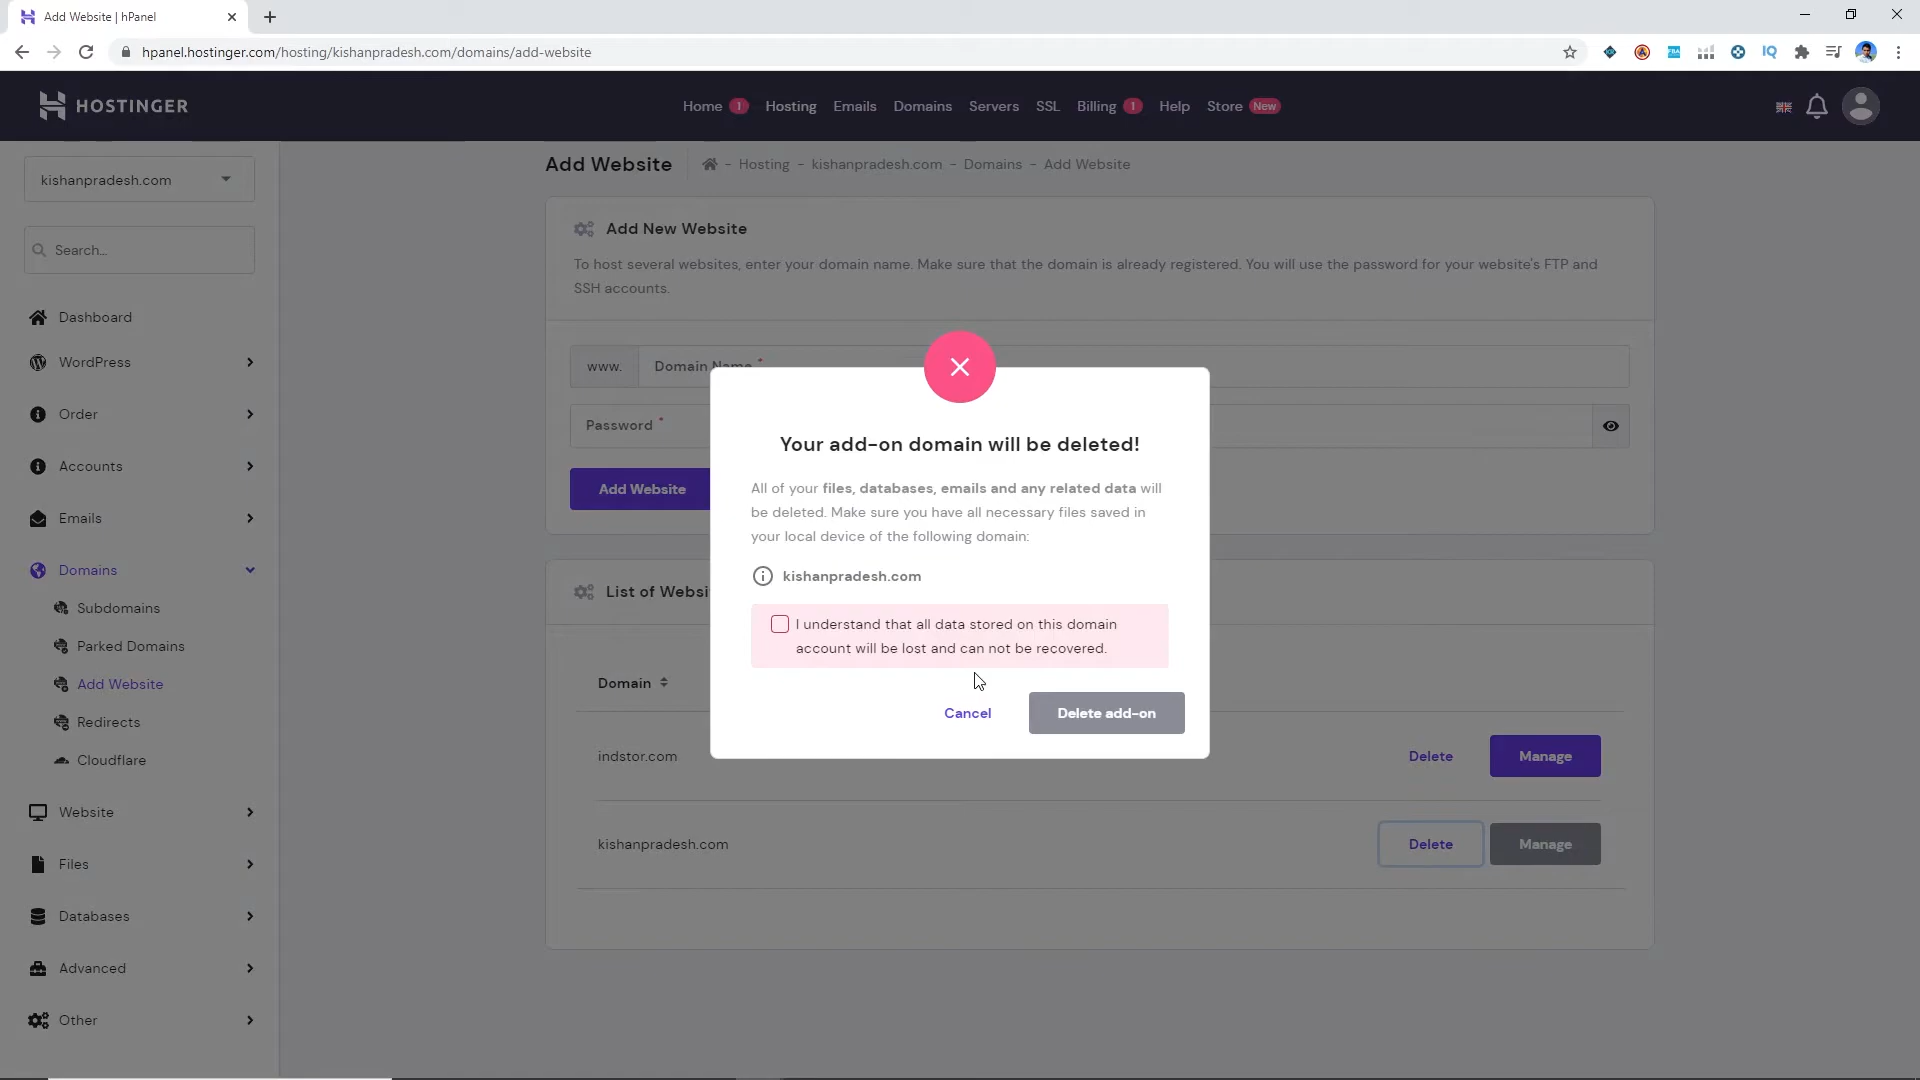 Add Website | hPanel
hpanel.hostinger.com/hosting/kishanpradesh.com/domains/add-website
FBA
IQ
HOSTINGER
Home 1 Hosting Emails Domains Servers SSL Billing 1 Help Store New
kishanpradesh.com
Search...
Dashboard
WordPress
Order
Accounts
Emails
Domains
Subdomains
Parked Domains
Add Website
Redirects
Cloudflare
Website
Files
Databases
Advanced
Other
Add Website - Hosting - kishanpradesh.com - Domains - Add Website
Add New Website
To host several websites, enter your domain name. Make sure that the domain is already registered. You will use the password for your website's FTP and
SSH accounts.
www. Domain Name *
Password *
Add Website
Your add-on domain will be deleted!
All of your files, databases, emails and any related data will
be deleted. Make sure you have all necessary files saved in
your local device of the following domain:
kishanpradesh.com
I understand that all data stored on this domain
account will be lost and can not be recovered.
Cancel Delete add-on
List of Websi
Domain
indstor.com Delete Manage
kishanpradesh.com Delete Manage